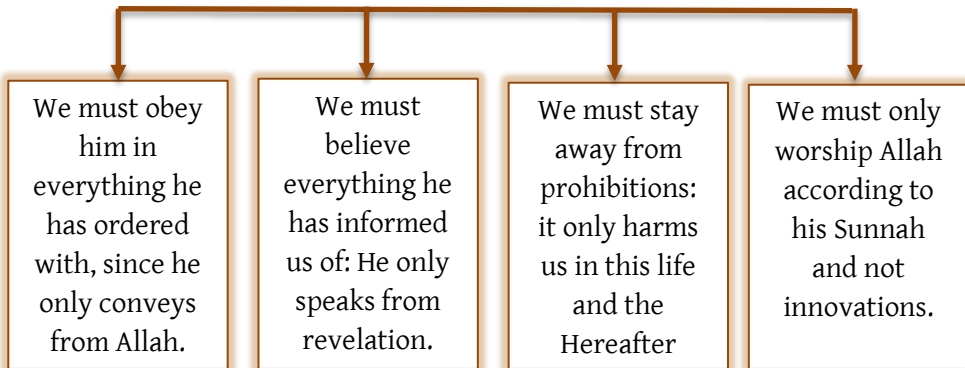 We must obey
him in
everything he
has ordered
with, since he
only conveys
from Allah.
We must
believe
everything he
has informed
us of: He only
speaks from
revelation.
We must stay
away from
prohibitions:
it only harms
us in this life
and the
Hereafter
We must only
worship Allah
according to
his Sunnah
and not
innovations.